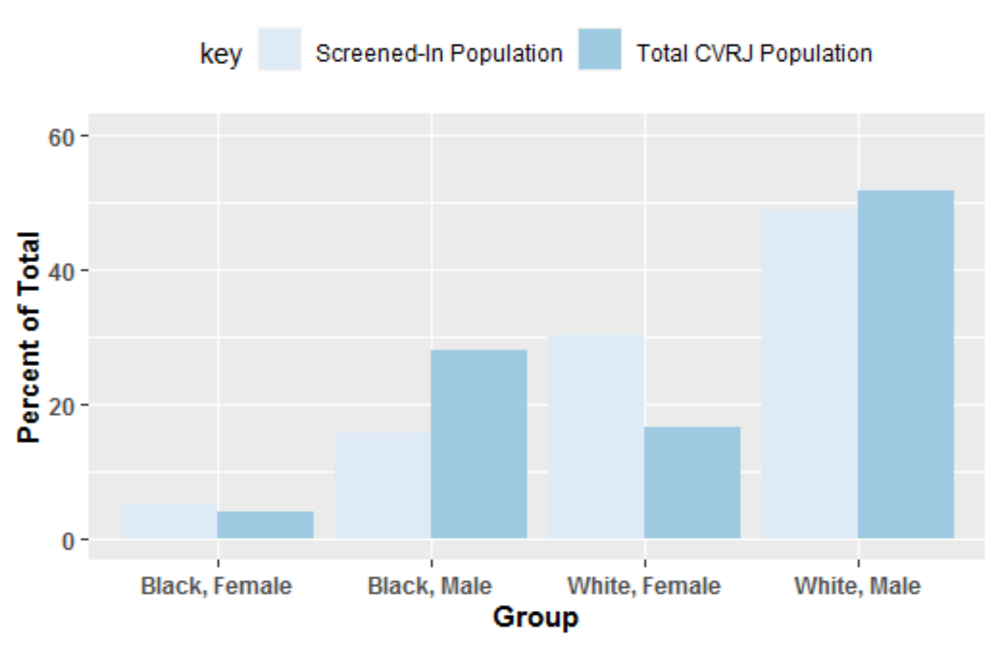 key Screened-In Population Total CVRJ Population
60
40
20
0
Percent of Total
Black, Female Black, Male White, Female White, Male
Group